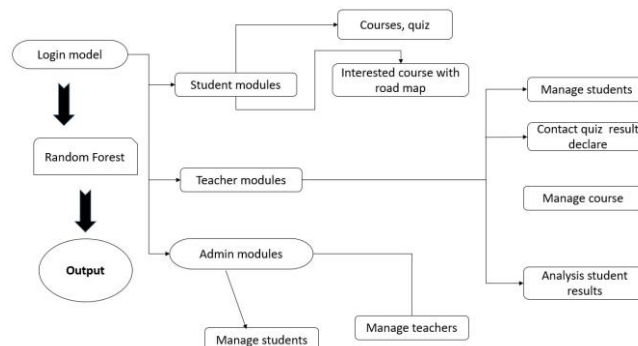 Login model
Courses, quiz
Student modules
Interested course with
road map
Manage students
Contact quiz result
declare
Random Forest
Teacher modules
Manage course
Output
Admin modules
Analysis student
results
Manage students
Manage teachers